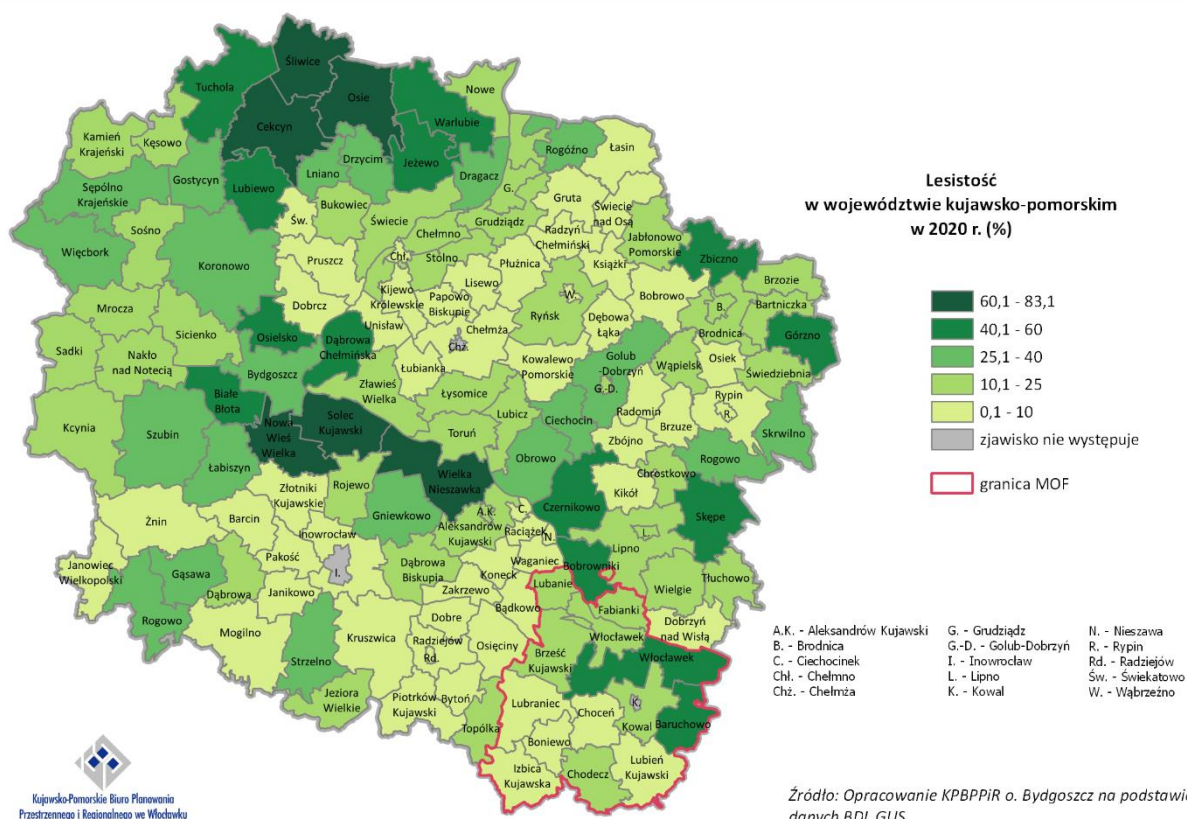 Śliwice
Tuchola
Osie
Nowe
Cekcyn
Warlubie
Kamień
Krajeński
Kęsowo
Rogóźno
Łasin
Drzycim
Jeżewo
Lniano
Dragacz
Gostycyn
Lubiewo
Sępólno
Krajeńskie
G.
Gruta
Św.
Bukowiec
Świecie
Grudziądz
Świecie
nad Osą
Sośno
Radzyń
Chełmiński
Chełmno
Jabłonowo
Pomorskie
Więcbork
Koronowo
Pruszcz
Chł.
Stolno
Płużnica
Książki
Zbiczno
Brzozie
Lisewo
Bobrowo
Bartniczka
Dobrcz
Kijewo
Królewskie
Papowo
Biskupie
W.
B.
Mrocza
Unisław
Ryńsk
Dębowa
Łąka
Brodnica
Górzno
Sicienko
Osielsko
Dąbrowa
Chełmińska
Chełmża
Chż.
Golub
-Dobrzyń
Osiek
Sadki
Nakło
nad Notecią
Łubianka
Kowalewo
Pomorskie
Wąpielsk
Świedziebnia
Bydgoszcz
Zławieś
Wielka
Łysomice
G.-D.
Rypin
R.
Białe
Błota
Lubicz
Ciechocin
Radomin
Kcynia
Solec
Kujawski
Brzuze
Szubin
Nowa
Wieś
Wielka
Toruń
Zbójno
Skrwilno
Łabiszyn
Obrowo
Rogowo
Wielka
Nieszawka
Chrostkowo
Złotniki
Kujawskie
Rojewo
Kikół
Czernikowo
Skępe
Gniewkowo
A.K.
C.
Żnin
Barcin
Aleksandrów
Kujawski
Raciążek
Inowrocław
N.
L.
Lipno
Pakość
Dąbrowa
Biskupia
Waganiec
Janowiec
Wielkopolski
Gąsawa
I.
Koneck
Bobrowniki
Tłuchowo
Dąbrowa
Janikowo
Zakrzewo
Lubanie
Wielgie
Rogowo
Bądkowo
Fabianki
Dobre
Mogilno
Kruszwica
Radziejów
Osięciny
Włocławek
Dobrzyń
nad Wisłą
Rd.
Brześć
Kujawski
Włocławek
Strzelno
Jeziora
Wielkie
Piotrków
Kujawski
Bytoń
Lubraniec
K.
Choceń
Baruchowo
Topólka
Kowal
Boniewo
Lubień
Kujawski
Izbica
Kujawska
Chodecz
Lesistość
w województwie kujawsko-pomorskim
w 2020 r. (%)
60,1 - 83,1
40,1 - 60
25,1 - 40
10,1 - 25
0,1 - 10
zjawisko nie występuje
granica MOF
A.K. - Aleksandrów Kujawski
B. - Brodnica
C. - Ciechocinek
Chł. - Chełmno
Chż. - Chełmża
G. - Grudziądz
G.-D. - Golub-Dobrzyń
I. - Inowrocław
L. - Lipno
K. - Kowal
N. - Nieszawa
R. - Rypin
Rd. - Radziejów
Św. - Świekatowo
W. - Wąbrzeźno
Kujawsko-Pomorskie Biuro Planowania
Przestrzennego i Regionalnego we Włocławku
Źródło: Opracowanie KPBPPiR o. Bydgoszcz na podstawie
danych BDL GUS